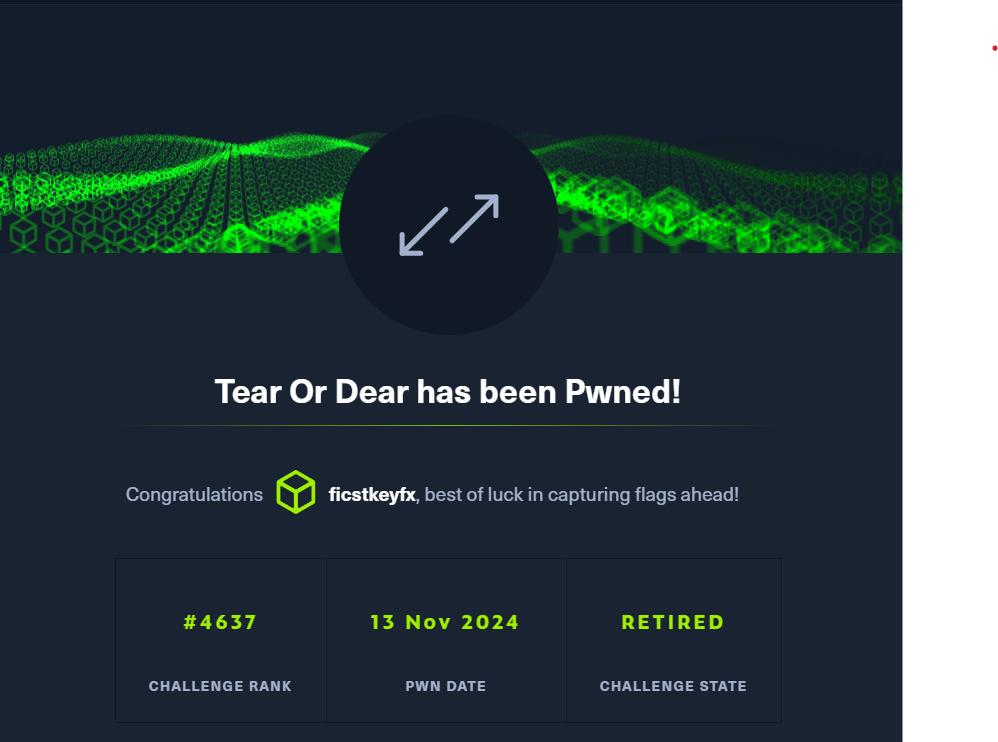 Tear Or Dear has been Pwned!
Congratulations ficstkeyfx, best of luck in capturing flags ahead!
#4637
13 Nov 2024
RETIRED
CHALLENGE RANK
PWN DATE
CHALLENGE STATE